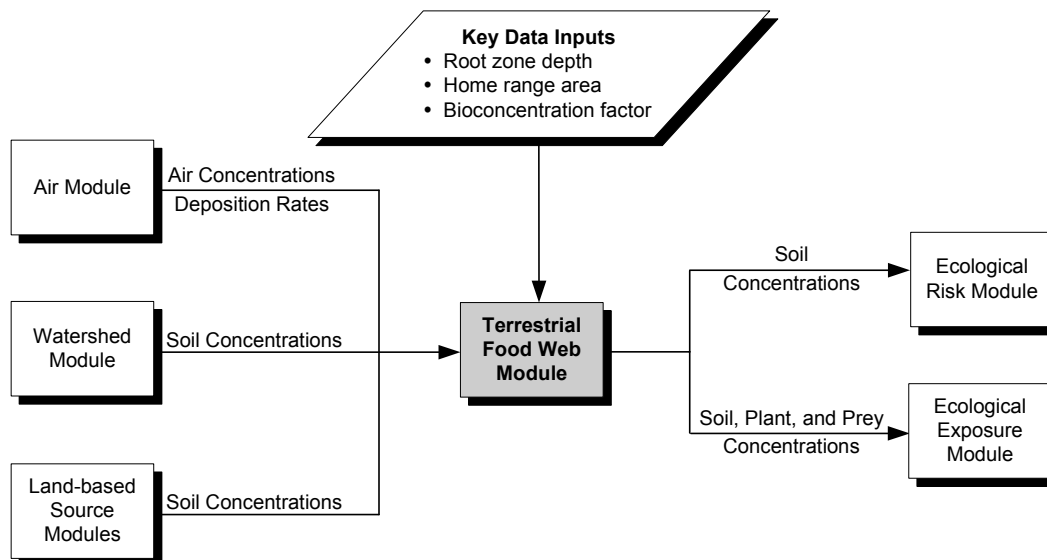 Key Data Inputs
• Root zone depth
• Home range area
• Bioconcentration factor
Air Module
Air Concentrations
Deposition Rates
Watershed
Module
Soil Concentrations
Land-based
Source
Modules
Soil Concentrations
Terrestrial
Food Web
Module
Soil
Concentrations
Ecological
Risk Module
Soil, Plant, and Prey
Concentrations
Ecological
Exposure
Module